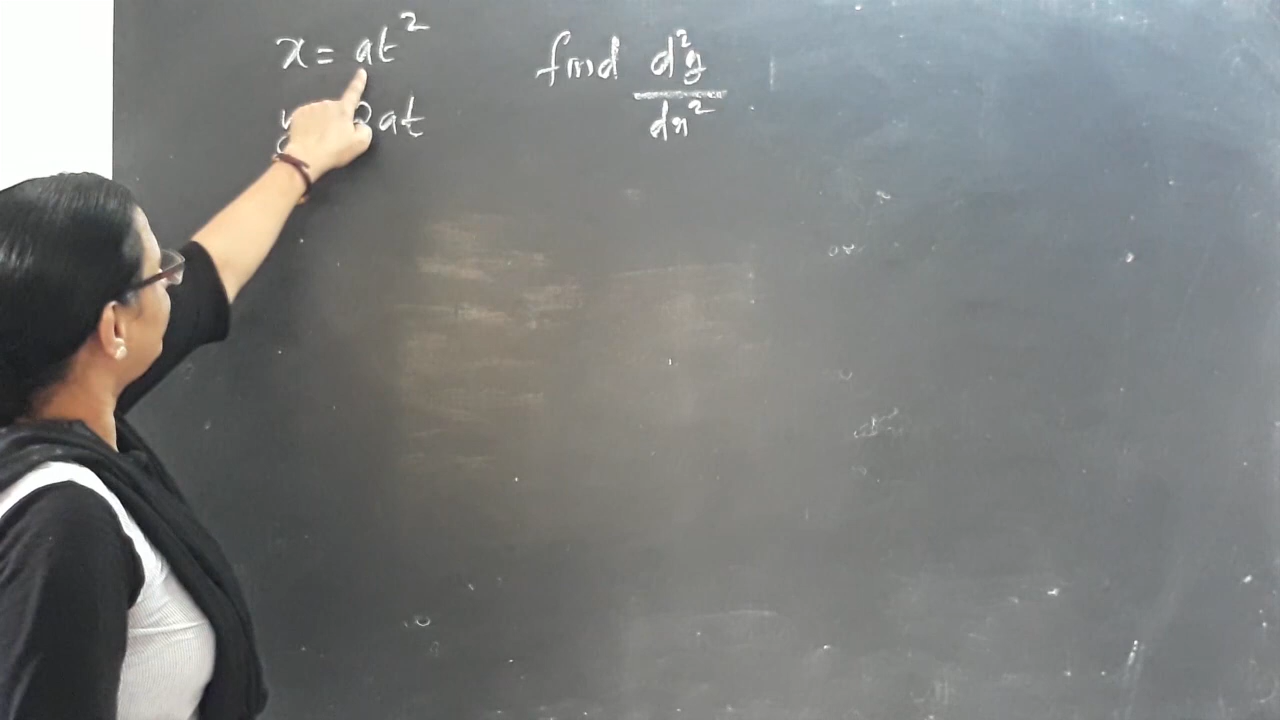 x = at²
y 2at
find d²y
dx²